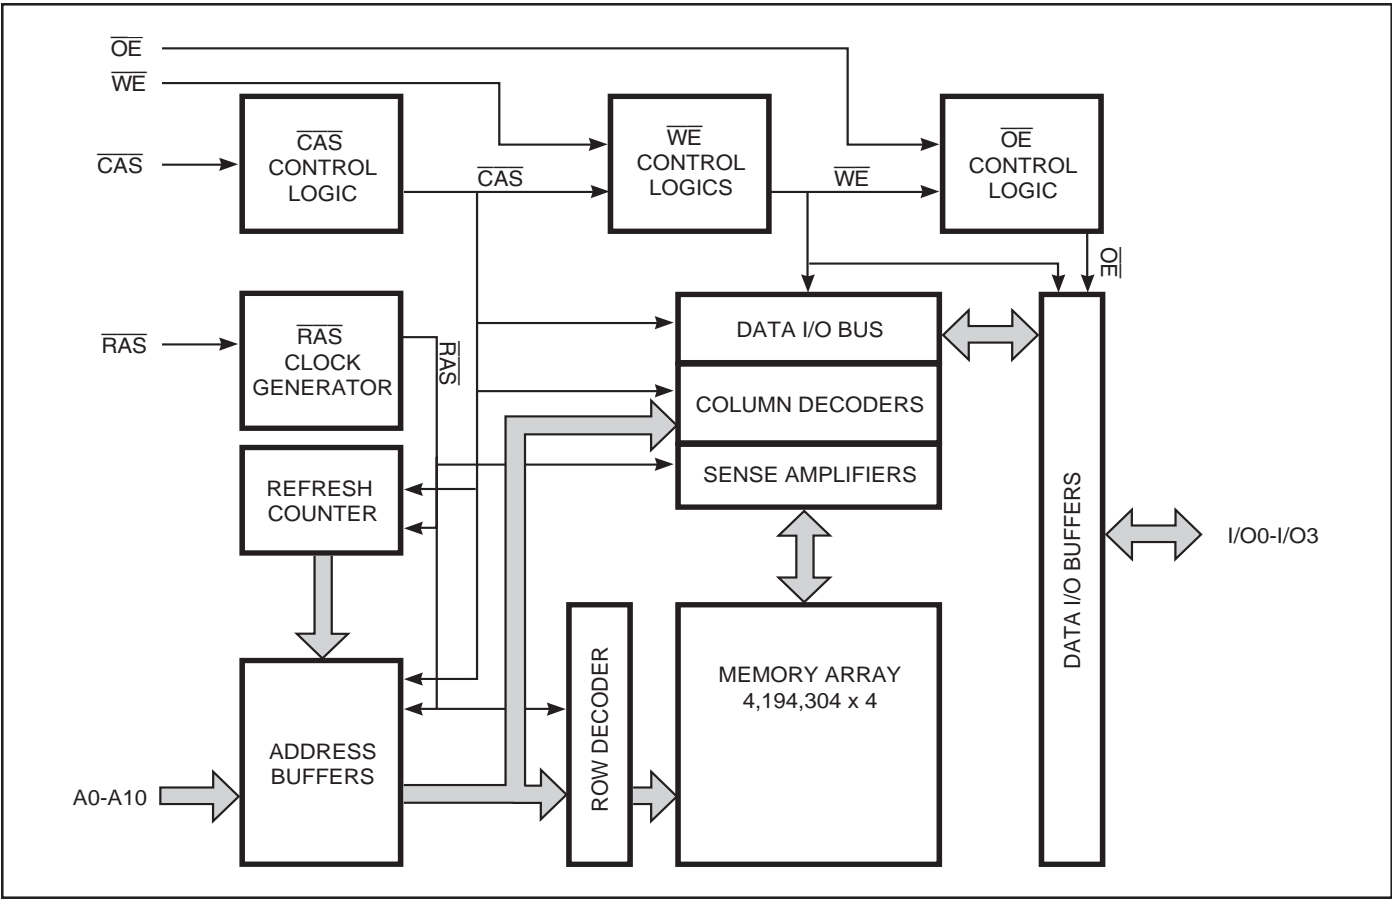 OE
WE
CAS
CAS
CONTROL
LOGIC
CAS
WE
CONTROL
LOGICS
WE
OE
CONTROL
LOGIC
OE
RAS
RAS
CLOCK
GENERATOR
RAS
DATA I/O BUS
COLUMN DECODERS
SENSE AMPLIFIERS
REFRESH
COUNTER
DATA I/O BUFFERS
I/O0-I/O3
ADDRESS
BUFFERS
A0-A10
ROW DECODER
MEMORY ARRAY
4,194,304 x 4